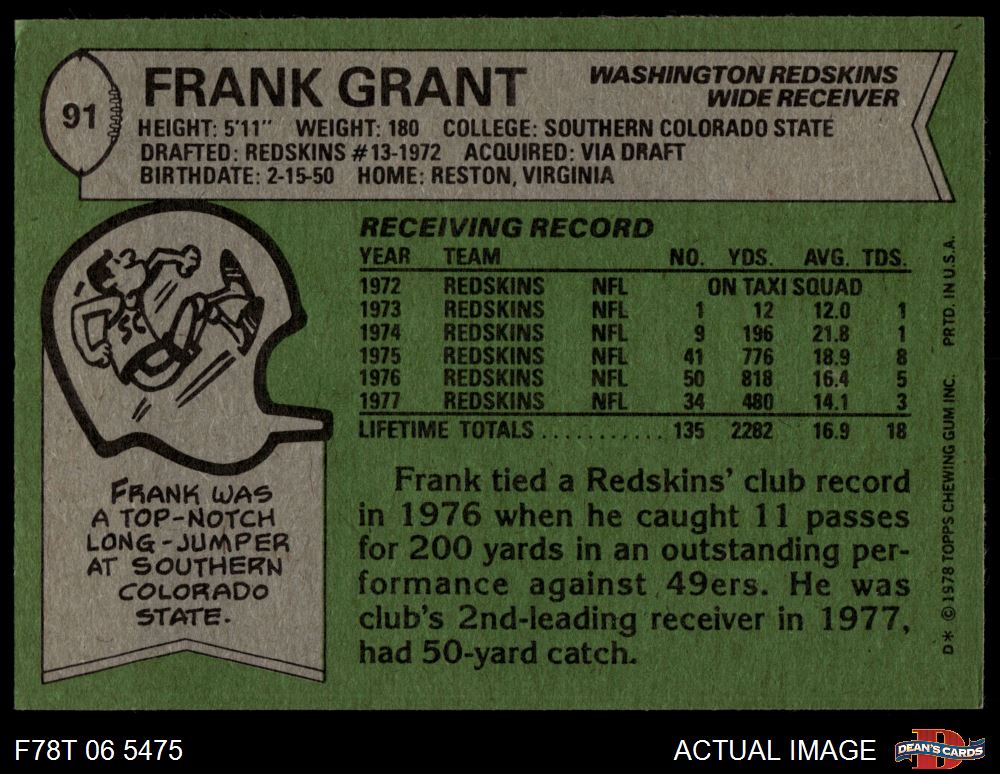 91
FRANK GRANT
WASHINGTON REDSKINS
WIDE RECEIVER
HEIGHT: 5'11" WEIGHT: 180 COLLEGE: SOUTHERN COLORADO STATE
DRAFTED: REDSKINS #13-1972 ACQUIRED: VIA DRAFT
BIRTHDATE: 2-15-50 HOME: RESTON, VIRGINIA
SC
FRANK WAS
A TOP-NOTCH
LONG-JUMPER
AT SOUTHERN
COLORADO
STATE.
RECEIVING RECORD
YEAR TEAM NO. YDS. AVG. TDS.
1972 REDSKINS NFL ON TAXI SQUAD
1973 REDSKINS NFL 1 12 12.0 1
1974 REDSKINS NFL 9 196 21.8 1
1975 REDSKINS NFL 41 776 18.9 8
1976 REDSKINS NFL 50 818 16.4 5
1977 REDSKINS NFL 34 480 14.1 3
LIFETIME TOTALS ........... 135 2282 16.9 18
Frank tied a Redskins' club record
in 1976 when he caught 11 passes
for 200 yards in an outstanding per-
formance against 49ers. He was
club's 2nd-leading receiver in 1977,
had 50-yard catch.
D* © 1978 TOPPS CHEWING GUM INC. PRTD. IN U.S.A.
F78T 06 5475
ACTUAL IMAGE
D
DEAN'S CARDS